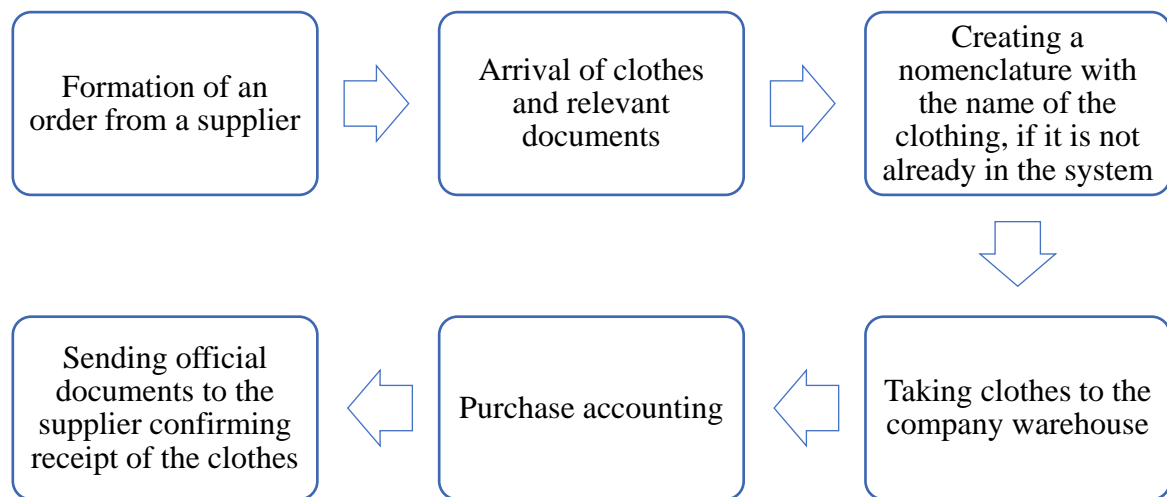 Formation of an
order from a supplier
Arrival of clothes
and relevant
documents
Creating a
nomenclature with
the name of the
clothing, if it is not
already in the system
Taking clothes to the
company warehouse
Purchase accounting
Sending official
documents to the
supplier confirming
receipt of the clothes